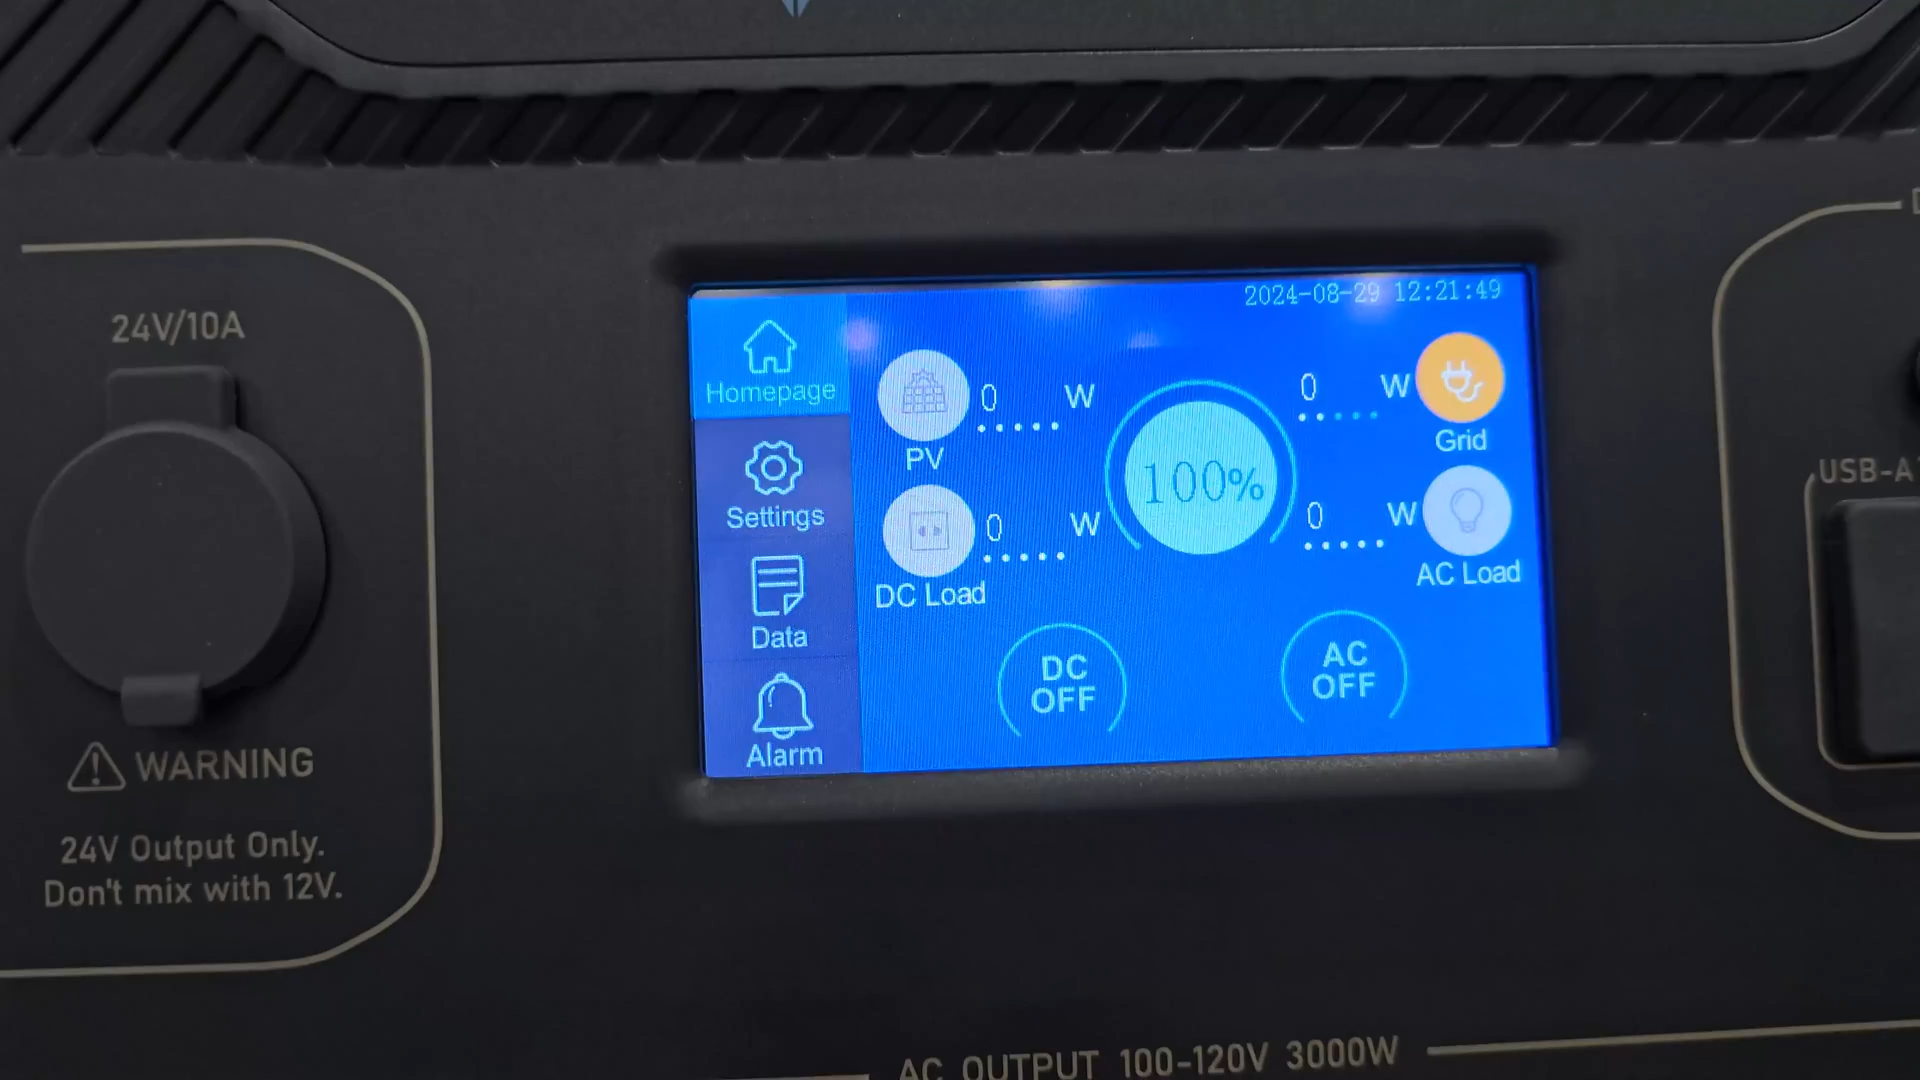 24V/10A
WARNING
24V Output Only.
Don't mix with 12V.
2024-08-29 12:21:49
Homepage
Settings
Data
Alarm
0 W
PV
0 W
DC Load
100%
0 W
Grid
0 W
AC Load
DC
OFF
AC
OFF
USB-A
AC OUTPUT 100-120V 3000W